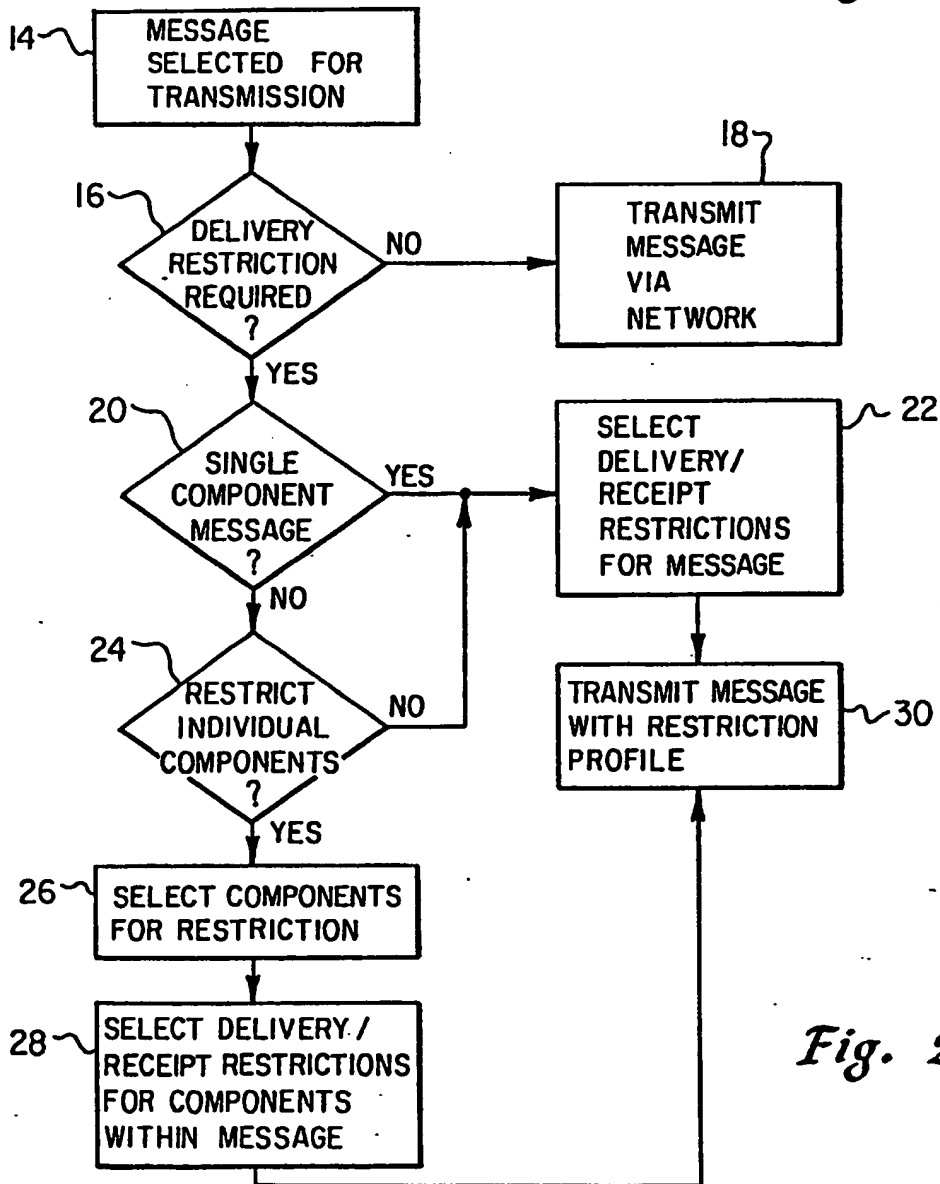 14
MESSAGE
SELECTED FOR
TRANSMISSION
16
DELIVERY
RESTRICTION
REQUIRED
?
NO
18
TRANSMIT
MESSAGE
VIA
NETWORK
YES
20
SINGLE
COMPONENT
MESSAGE
?
YES
22
SELECT
DELIVERY/
RECEIPT
RESTRICTIONS
FOR MESSAGE
NO
24
RESTRICT
INDIVIDUAL
COMPONENTS
?
NO
TRANSMIT MESSAGE
WITH RESTRICTION
PROFILE
30
YES
26
SELECT COMPONENTS
FOR RESTRICTION
28
SELECT DELIVERY/
RECEIPT RESTRICTIONS
FOR COMPONENTS
WITHIN MESSAGE
Fig. 2